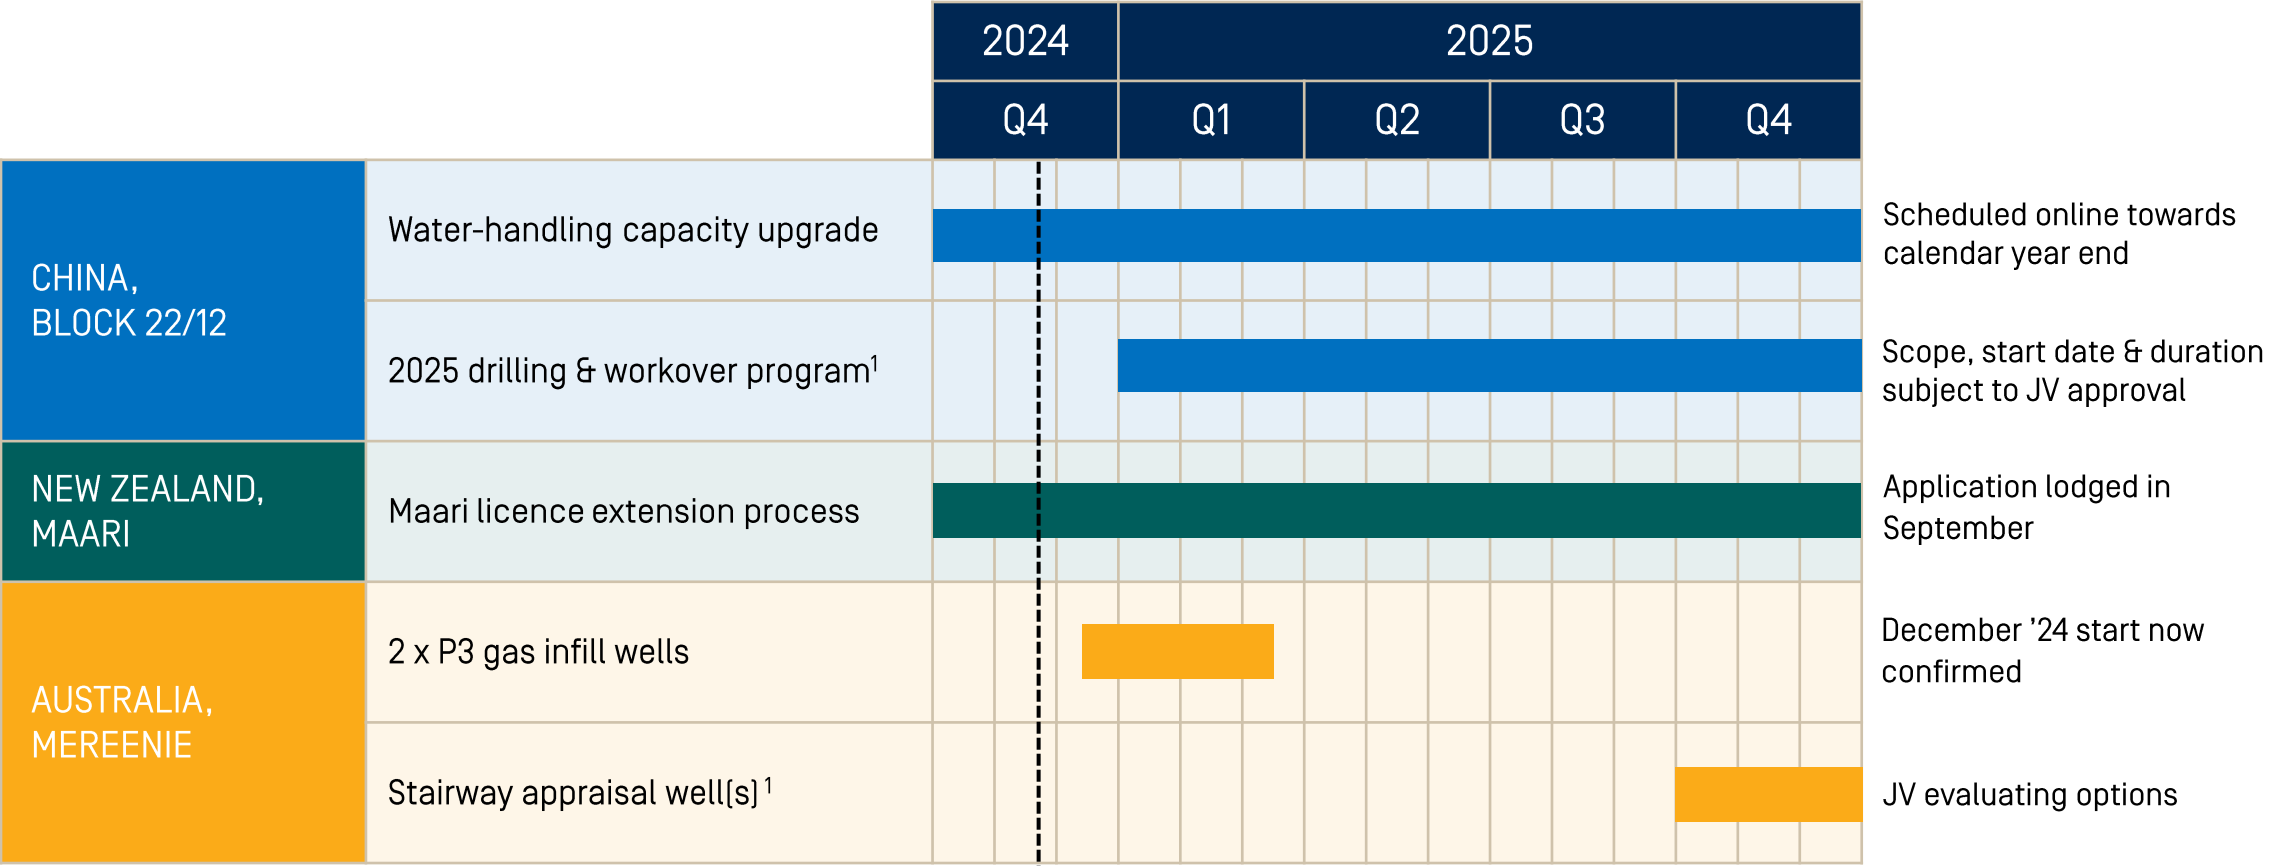 2024
2025
Q4
Q1
Q2
Q3
Q4
CHINA,
BLOCK 22/12
Water-handling capacity upgrade
Scheduled online towards
calendar year end
2025 drilling & workover program¹
Scope, start date & duration
subject to JV approval
NEW ZEALAND,
MAARI
Maari licence extension process
Application lodged in
September
AUSTRALIA,
MEREENIE
2 x P3 gas infill wells
December ’24 start now
confirmed
Stairway appraisal well(s) ¹
JV evaluating options